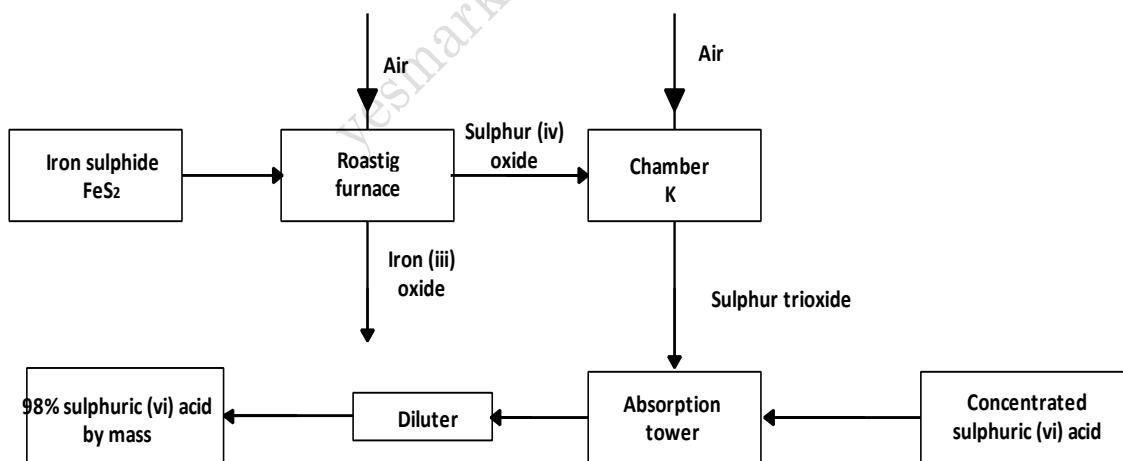 Air
Air
Iron sulphide
FeS₂
Roastig
furnace
Sulphur (iv)
oxide
Chamber
K
Iron (iii)
oxide
Sulphur trioxide
98% sulphuric (vi) acid
by mass
Diluter
Absorption
tower
Concentrated
sulphuric (vi) acid
yesmark